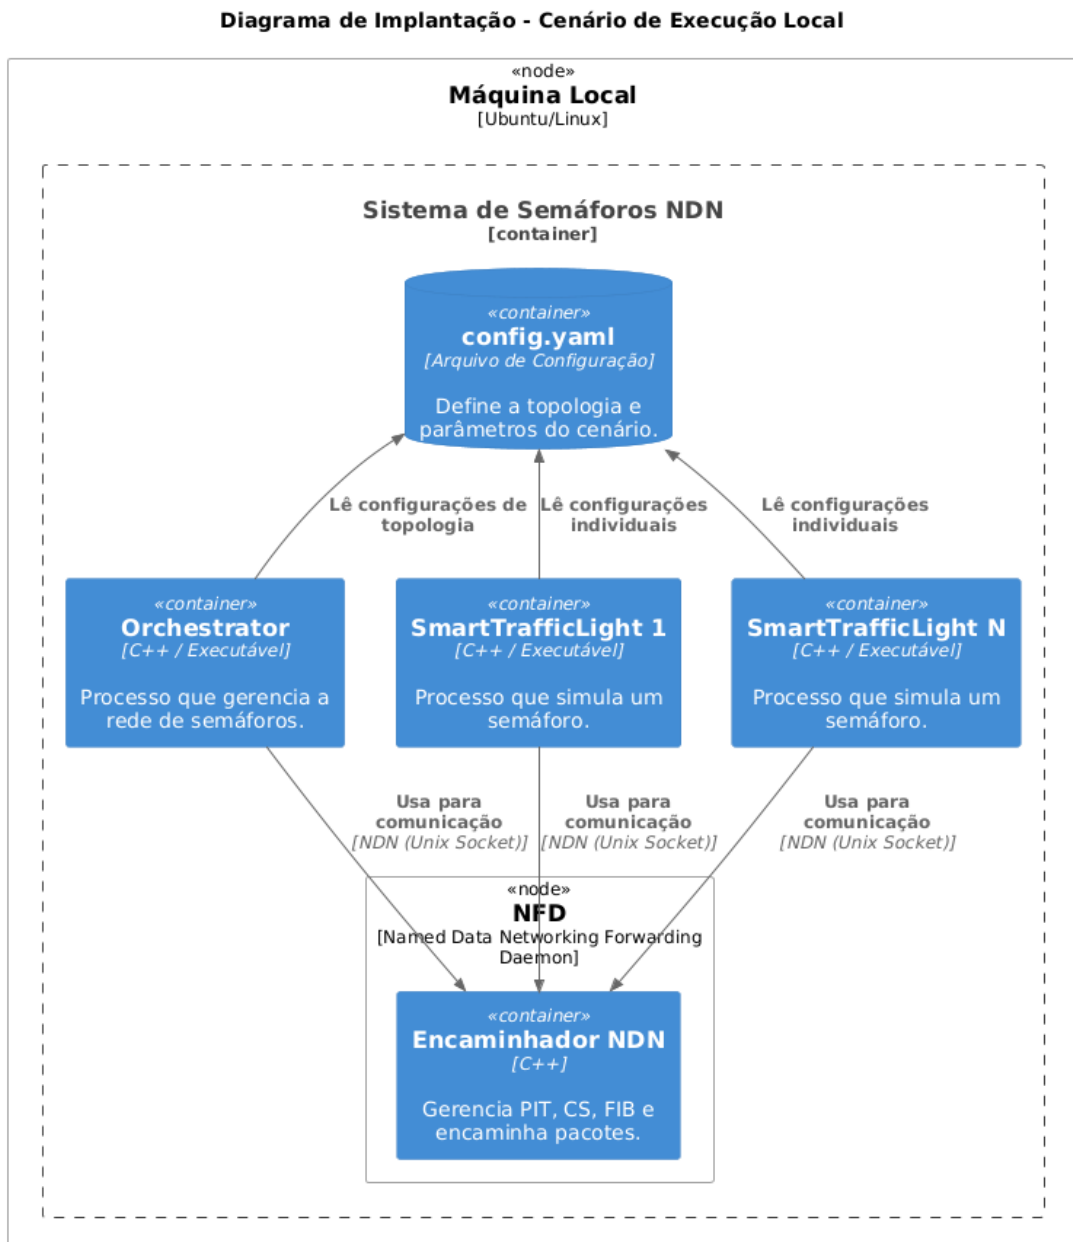 Diagrama de Implantação - Cenário de Execução Local
«node»
Máquina Local
[Ubuntu/Linux]
Sistema de Semáforos NDN
[container]
«container»
config.yaml
[Arquivo de Configuração]
Define a topologia e
parâmetros do cenário.
Lê configurações de
topologia
Lê configurações
individuais
Lê configurações
individuais
«container»
Orchestrator
[C++ / Executável]
Processo que gerencia a
rede de semáforos.
«container»
SmartTrafficLight 1
[C++ / Executável]
Processo que simula um
semáforo.
«container»
SmartTrafficLight N
[C++ / Executável]
Processo que simula um
semáforo.
Usa para
comunicação
[NDN (Unix Socket)]
Usa para
comunicação
[NDN (Unix Socket)]
Usa para
comunicação
[NDN (Unix Socket)]
«node»
NFD
[Named Data Networking Forwarding
Daemon]
«container»
Encaminhador NDN
[C++]
Gerencia PIT, CS, FIB e
encaminha pacotes.